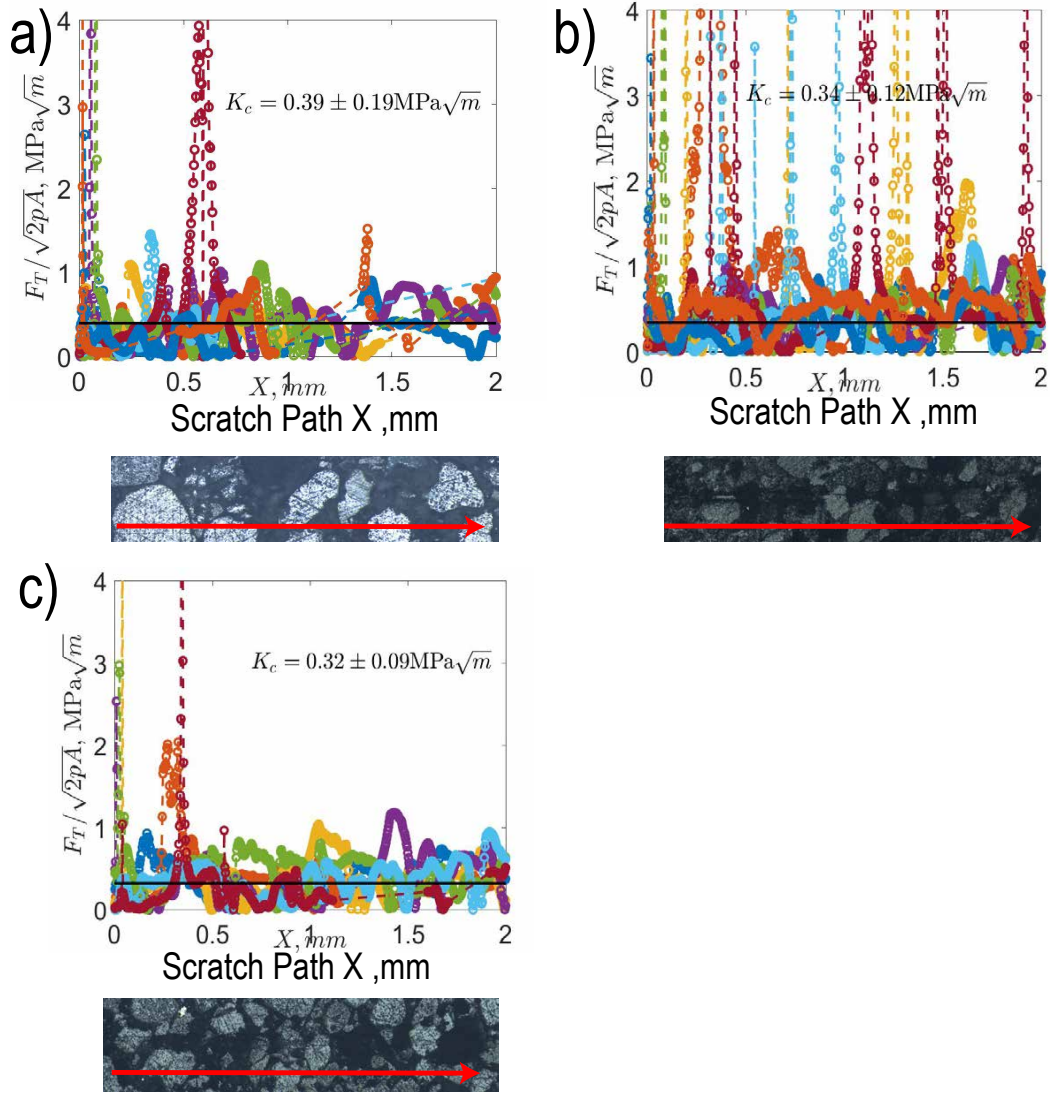 a)
4
3
2
1
0
F_T/√2pA, MPa√m
K_c = 0.39 ± 0.19MPa√m
0 0.5 1 1.5 2
X, mm
Scratch Path X ,mm
b)
4
3
2
1
0
F_T/√2pA, MPa√m
K_c = 0.34 ± 0.12MPa√m
0 0.5 1 1.5 2
X, mm
Scratch Path X ,mm
c)
4
3
2
1
0
F_T/√2pA, MPa√m
K_c = 0.32 ± 0.09MPa√m
0 0.5 1 1.5 2
X, mm
Scratch Path X ,mm